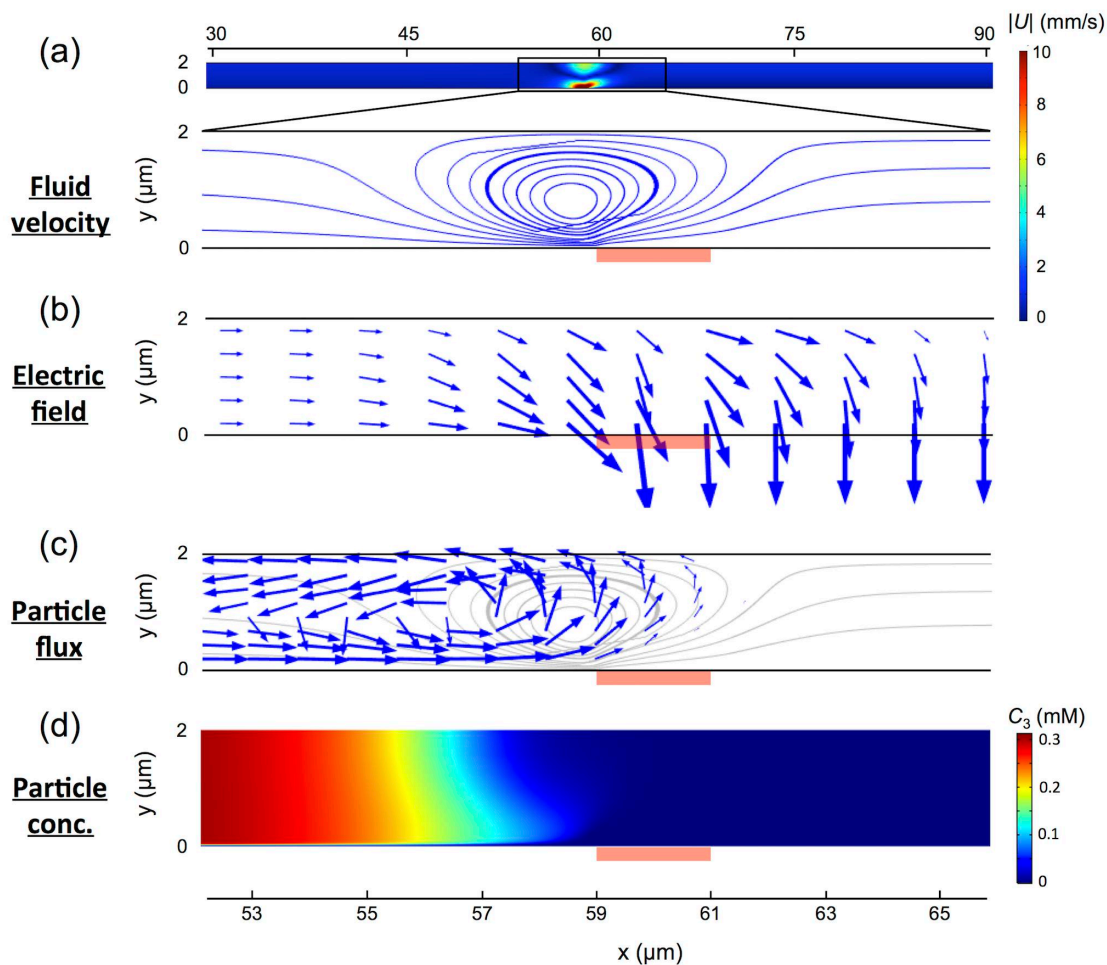 (a)
30 45 60 75 90
|U| (mm/s)
2
0
10
8
6
4
2
0
Fluid
velocity
y (µm)
2
0
(b)
Electric
field
y (µm)
2
0
(c)
Particle
flux
y (µm)
2
0
(d)
Particle
conc.
y (µm)
2
0
C3 (mM)
0.3
0.2
0.1
0
53 55 57 59 61 63 65
x (µm)